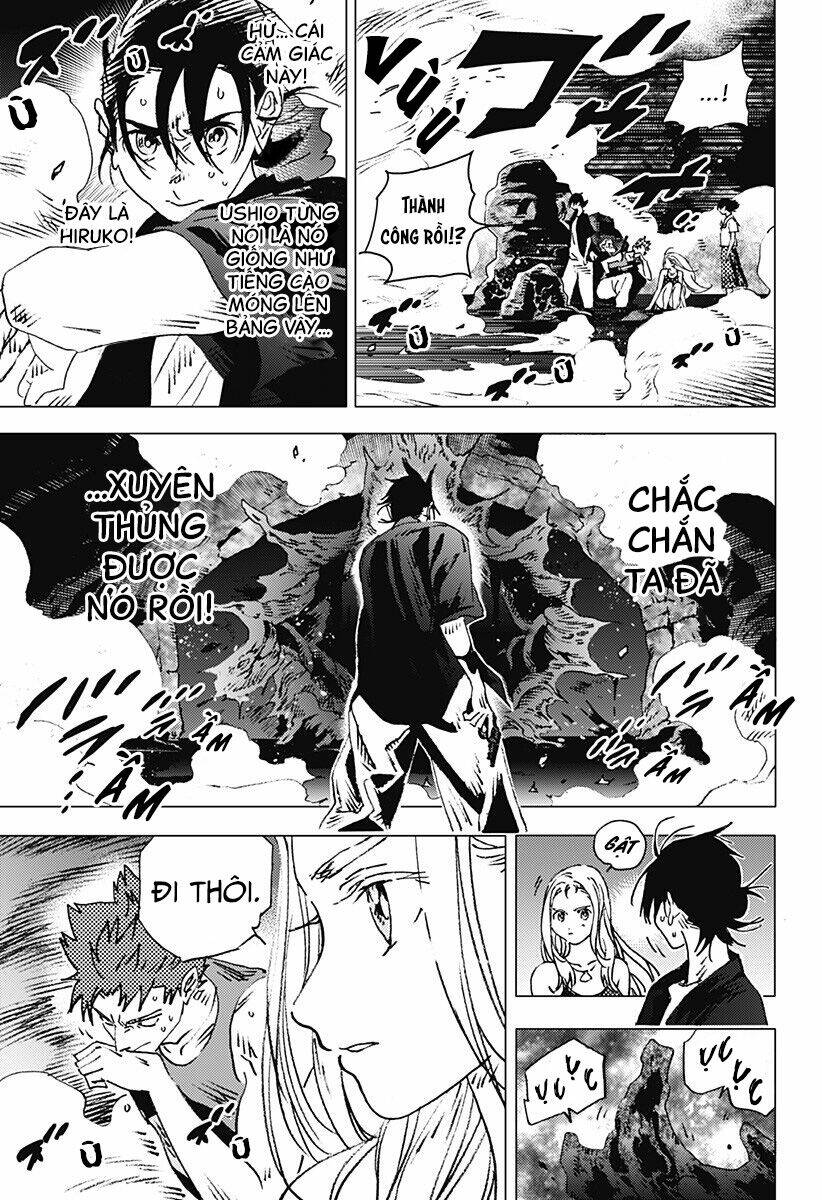 ...!
ゴ
VÙ
Ù
Ù
THÀNH
CÔNG RỒI!?
Ũ
Ũ
Ũ
HỪ....CÁI
CẢM GIÁC
NÀY!
Ũ
Ũ
USHIO TỪNG
NÓI LÀ NÓ
GIỐNG NHƯ
TIẾNG CÀO
MÓNG LÊN
BẢNG VẬY...
ĐÂY LÀ
HIRUKO!
CHẮC
CHẮN
TA ĐÃ
...XUYÊN
THỦNG
ĐƯỢC
NÓ RỒI!
ẦM
ẦM
ẦM
ẦM
GẬT
ỤC ỤC
ỤC ỤC
ĐI THÔI.
Ũ
Ũ